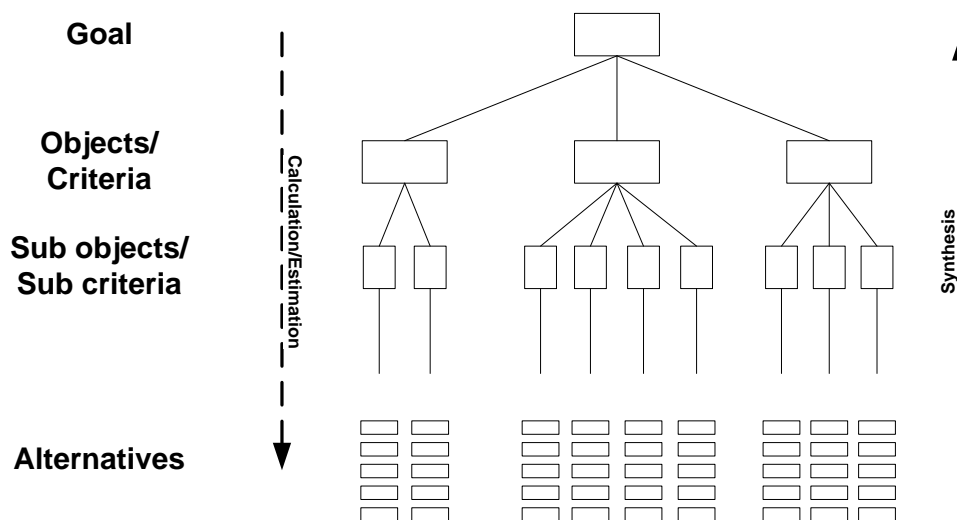 Goal
Objects/
Criteria
Calculation/Estimation
Sub objects/
Sub criteria
Synthesis
Alternatives